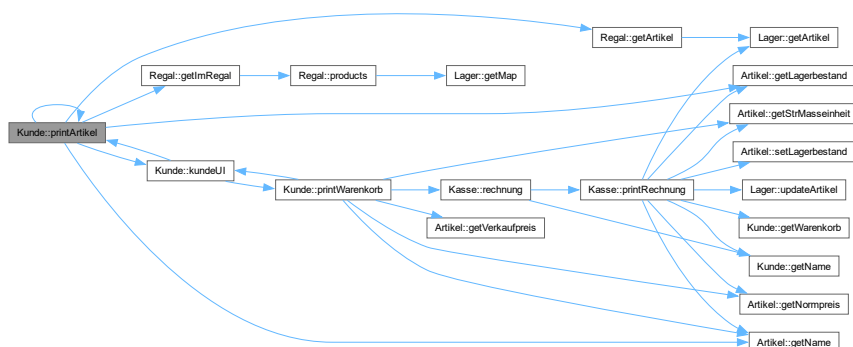 Regal::getArtikel
Lager::getArtikel
Regal::getImRegal
Regal::products
Lager::getMap
Artikel::getLagerbestand
Artikel::getStrMasseinheit
Kunde::printArtikel
Artikel::setLagerbestand
Kunde::kundeUI
Kunde::printWarenkorb
Kasse::rechnung
Kasse::printRechnung
Lager::updateArtikel
Artikel::getVerkaufpreis
Kunde::getWarenkorb
Kunde::getName
Artikel::getNormpreis
Artikel::getName